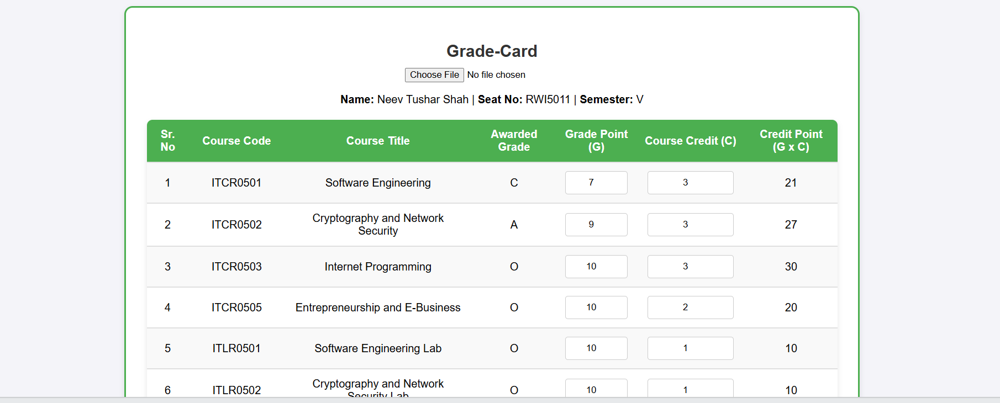 Grade-Card
Choose File No file chosen
Name: Neev Tushar Shah | Seat No: RWI5011 | Semester: V
Sr. No Course Code Course Title Awarded Grade Grade Point (G) Course Credit (C) Credit Point (G x C)
1 ITCR0501 Software Engineering C 7 3 21
2 ITCR0502 Cryptography and Network Security A 9 3 27
3 ITCR0503 Internet Programming O 10 3 30
4 ITCR0505 Entrepreneurship and E-Business O 10 2 20
5 ITLR0501 Software Engineering Lab O 10 1 10
6 ITLR0502 Cryptography and Network Security Lab O 10 1 10